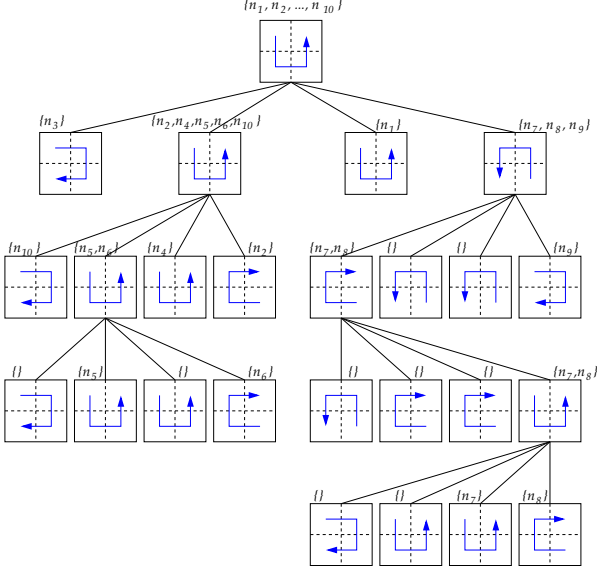 {n1, n2, ..., n10}
{n3} {n2,n4,n5,n6,n10} {n1} {n7, n8, n9}
{n10} {n5,n6} {n4} {n2} {n7,n8} {} {} {n9}
{} {n5} {} {n6} {} {} {} {n7,n8}
{} {} {n7} {n8}